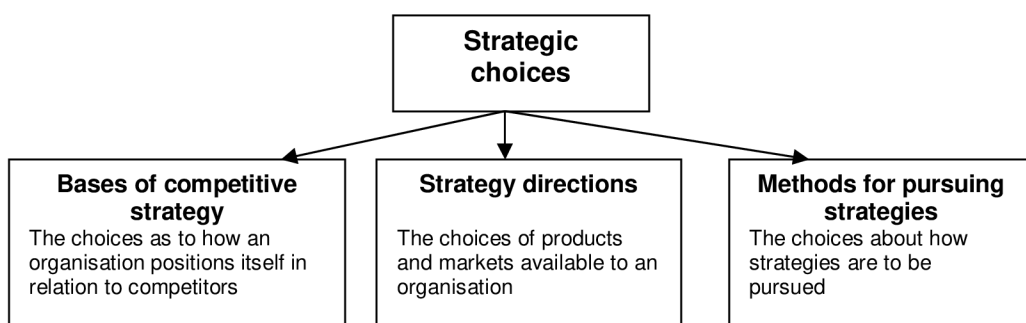 Strategic
choices
Bases of competitive
strategy
The choices as to how an
organisation positions itself in
relation to competitors
Strategy directions
The choices of products
and markets available to an
organisation
Methods for pursuing
strategies
The choices about how
strategies are to be
pursued